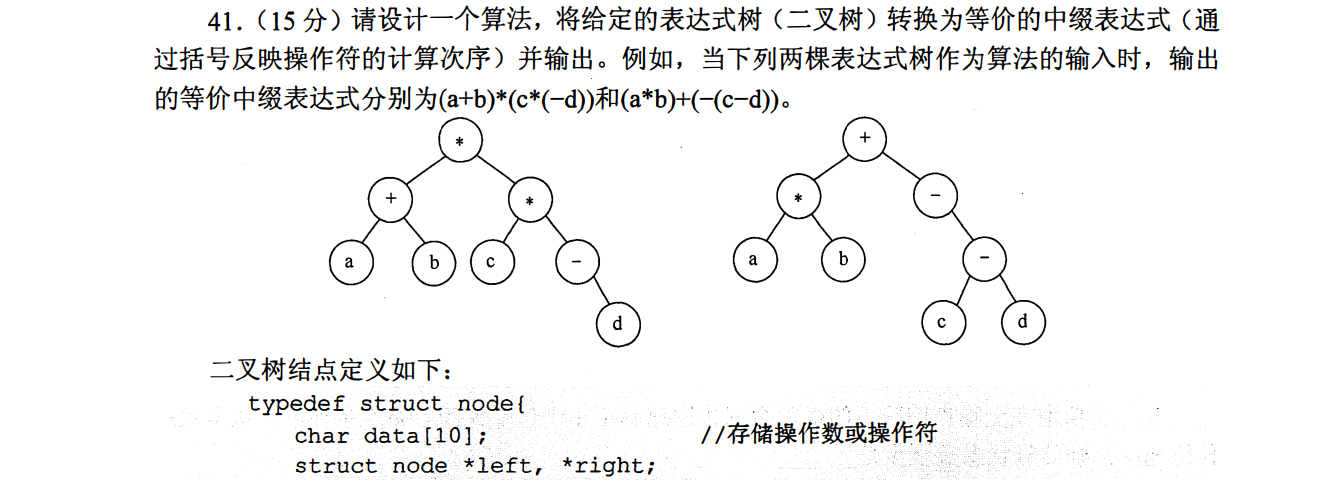 41.（15 分）请设计一个算法，将给定的表达式树（二叉树）转换为等价的中缀表达式（通
过括号反映操作符的计算次序）并输出。例如，当下列两棵表达式树作为算法的输入时，输出
的等价中缀表达式分别为(a+b)*(c*(−d))和(a*b)+(−(c−d))。
* +
+ * * −
a b c − a b −
d c d
二叉树结点定义如下：
typedef struct node{
char data[10]; //存储操作数或操作符
struct node *left, *right;